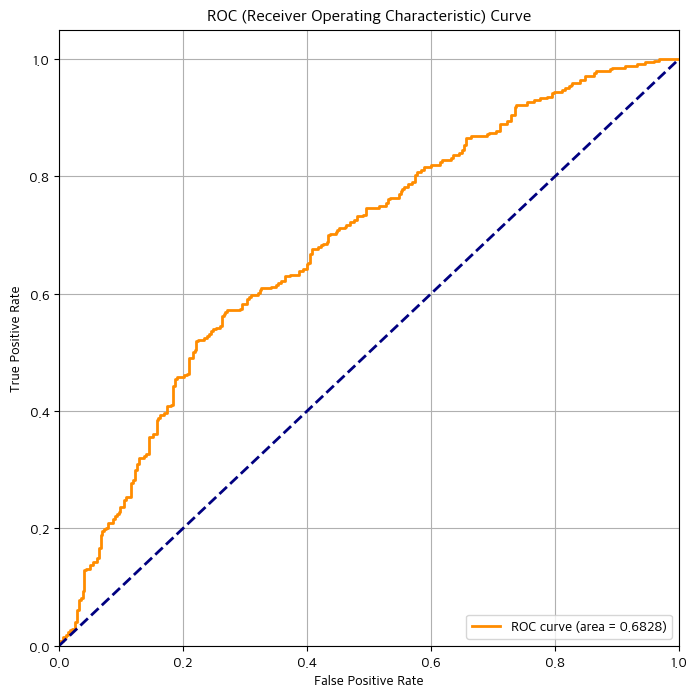 ROC (Receiver Operating Characteristic) Curve
1.0
0.8
0.6
0.4
0.2
0.0
True Positive Rate
0.0 0.2 0.4 0.6 0.8 1.0
False Positive Rate
ROC curve (area = 0.6828)